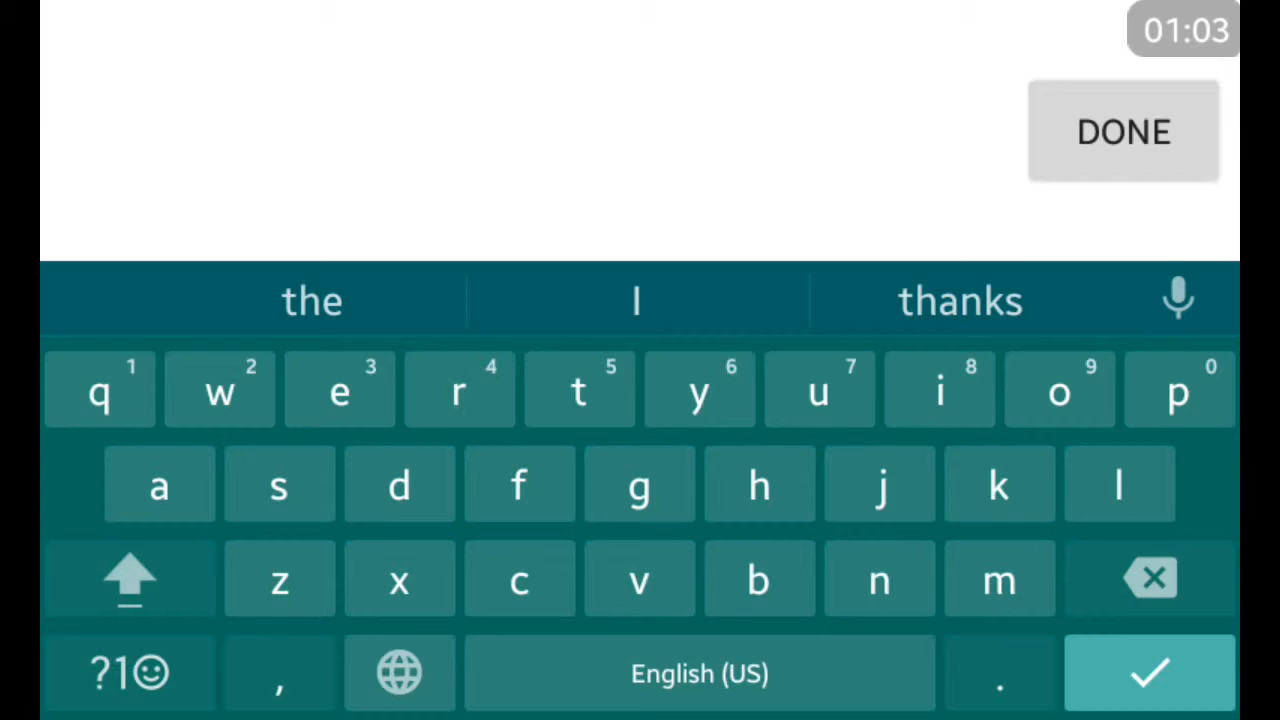 01:03
DONE
the I thanks
q 1 w 2 e 3 r 4 t 5 y 6 u 7 i 8 o 9 p 0
a s d f g h j k l
z x c v b n m
?1☺ , English (US) .